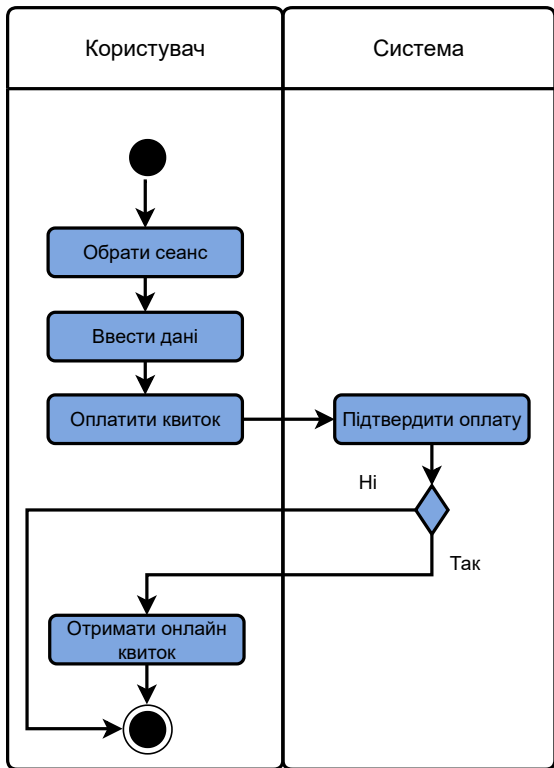 Користувач
Система
Обрати сеанс
Ввести дані
Оплатити квиток
Підтвердити оплату
Ні
Так
Отримати онлайн
квиток